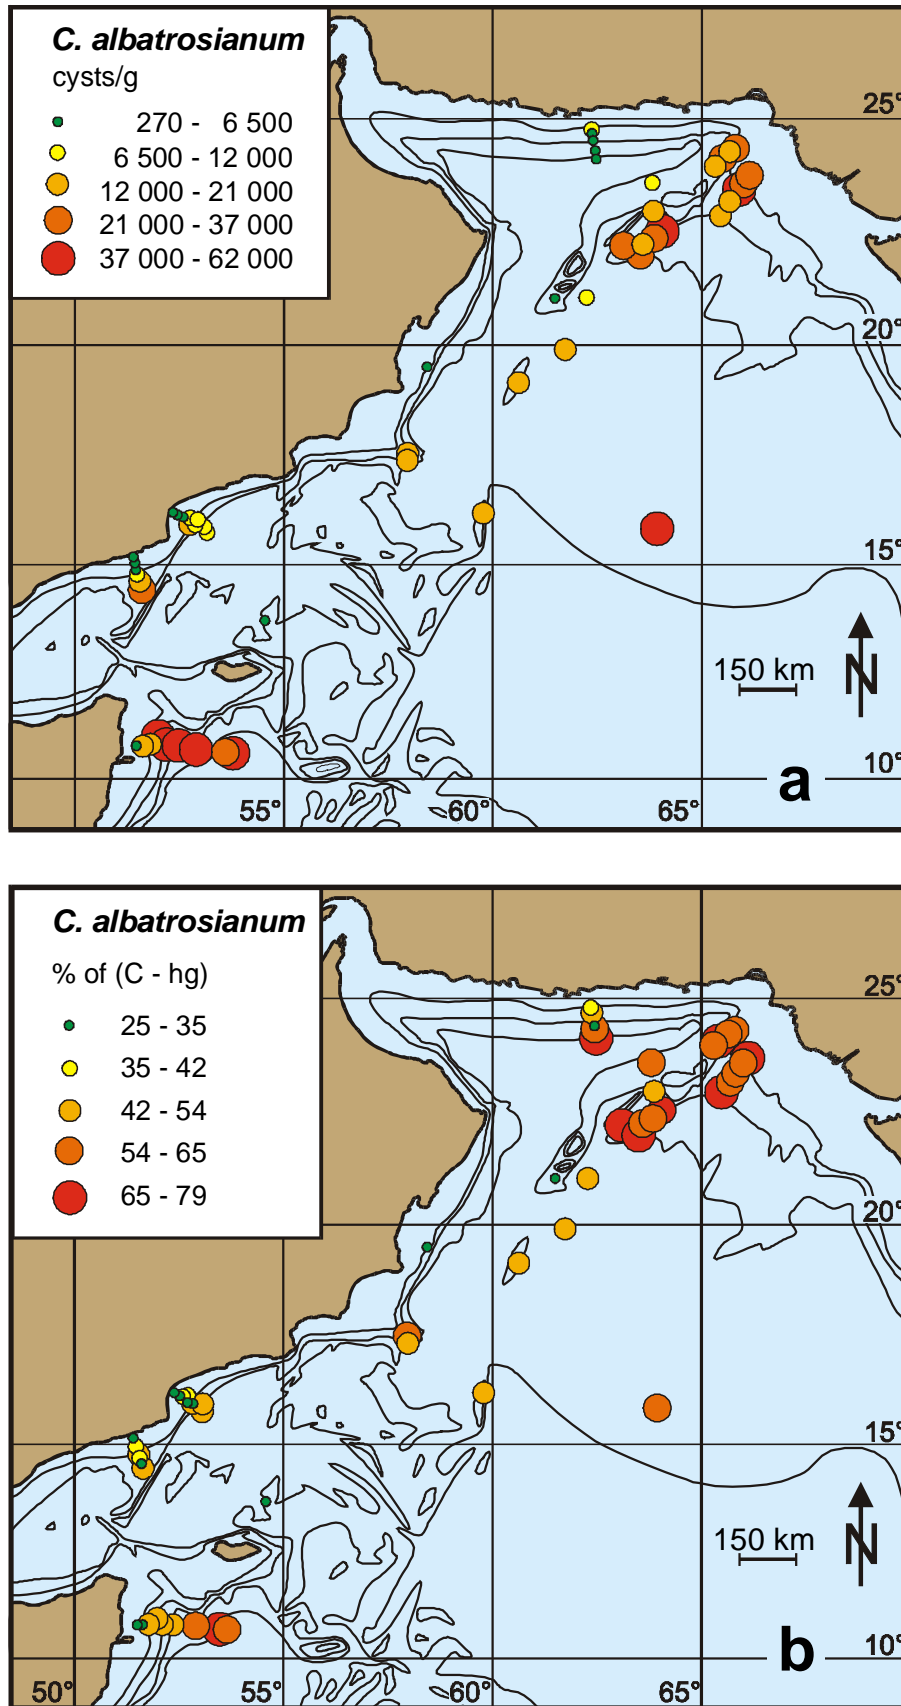 C. albatrosianum
cysts/g
270 - 6 500
6 500 - 12 000
12 000 - 21 000
21 000 - 37 000
37 000 - 62 000
25°
20°
15°
150 km
N
10°
55°
60°
65°
a
C. albatrosianum
% of (C - hg)
25 - 35
35 - 42
42 - 54
54 - 65
65 - 79
25°
20°
15°
150 km
N
10°
50°
55°
60°
65°
b